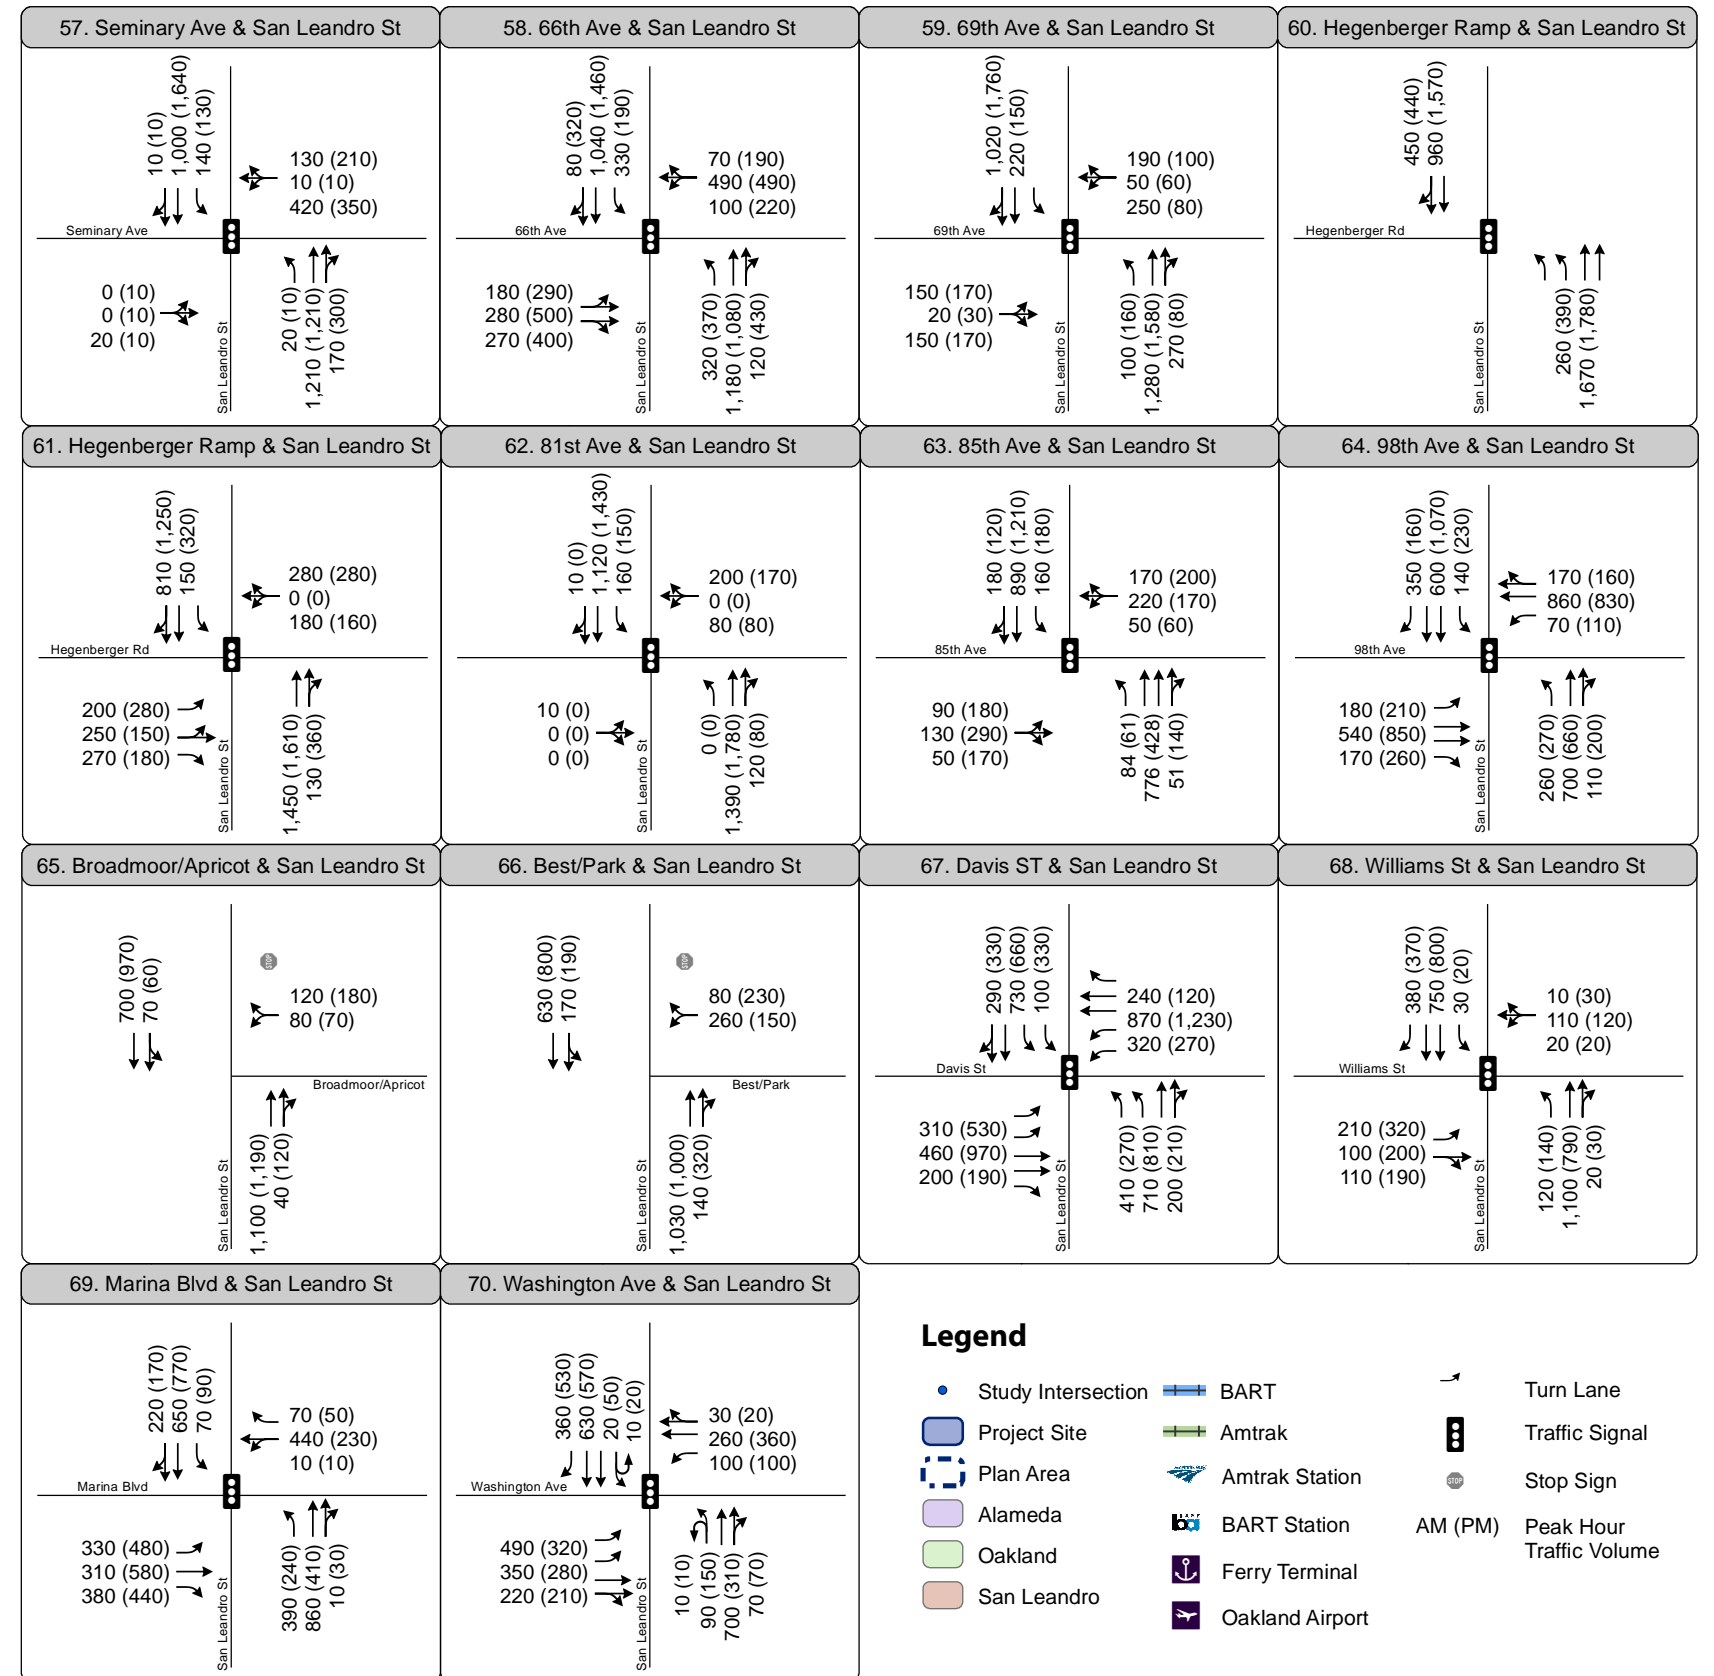 57. Seminary Ave & San Leandro St
10 (10)
1,000 (1,640)
140 (130)
130 (210)
10 (10)
420 (350)
Seminary Ave
0 (10)
0 (10)
20 (10)
San Leandro St
20 (10)
1,210 (1,210)
170 (300)
58. 66th Ave & San Leandro St
80 (320)
1,040 (1,460)
330 (190)
70 (190)
490 (490)
100 (220)
66th Ave
180 (290)
280 (500)
270 (400)
San Leandro St
320 (370)
1,180 (1,080)
120 (430)
59. 69th Ave & San Leandro St
1,020 (1,760)
220 (150)
190 (100)
50 (60)
250 (80)
69th Ave
150 (170)
20 (30)
150 (170)
San Leandro St
100 (160)
1,280 (1,580)
270 (80)
60. Hegenberger Ramp & San Leandro St
450 (440)
960 (1,570)
Hegenberger Rd
San Leandro St
260 (390)
1,670 (1,780)
61. Hegenberger Ramp & San Leandro St
810 (1,250)
150 (320)
280 (280)
0 (0)
180 (160)
Hegenberger Rd
200 (280)
250 (150)
270 (180)
San Leandro St
1,450 (1,610)
130 (360)
62. 81st Ave & San Leandro St
10 (0)
1,120 (1,430)
160 (150)
200 (170)
0 (0)
80 (80)
81st Ave
10 (0)
0 (0)
0 (0)
San Leandro St
0 (0)
1,390 (1,780)
120 (80)
63. 85th Ave & San Leandro St
180 (120)
890 (1,210)
160 (180)
170 (200)
220 (170)
50 (60)
85th Ave
90 (180)
130 (290)
50 (170)
San Leandro St
84 (61)
776 (428)
51 (140)
64. 98th Ave & San Leandro St
350 (160)
600 (1,070)
140 (230)
170 (160)
860 (830)
70 (110)
98th Ave
180 (210)
540 (850)
170 (260)
San Leandro St
260 (270)
700 (660)
110 (200)
65. Broadmoor/Apricot & San Leandro St
700 (970)
70 (60)
STOP
120 (180)
80 (70)
Broadmoor/Apricot
San Leandro St
1,100 (1,190)
40 (120)
66. Best/Park & San Leandro St
630 (800)
170 (190)
STOP
80 (230)
260 (150)
Best/Park
San Leandro St
1,030 (1,000)
140 (320)
67. Davis ST & San Leandro St
290 (330)
730 (660)
100 (330)
240 (120)
870 (1,230)
320 (270)
Davis St
310 (530)
460 (970)
200 (190)
San Leandro St
410 (270)
710 (810)
200 (210)
68. Williams St & San Leandro St
380 (370)
750 (800)
30 (20)
10 (30)
110 (120)
20 (20)
Williams St
210 (320)
100 (200)
110 (190)
San Leandro St
120 (140)
1,100 (790)
20 (30)
69. Marina Blvd & San Leandro St
220 (170)
650 (770)
70 (90)
70 (50)
440 (230)
10 (10)
Marina Blvd
330 (480)
310 (580)
380 (440)
San Leandro St
390 (240)
860 (410)
10 (30)
70. Washington Ave & San Leandro St
360 (530)
630 (570)
20 (50)
10 (20)
30 (20)
260 (360)
100 (100)
Washington Ave
490 (320)
350 (280)
220 (210)
San Leandro St
10 (10)
90 (150)
700 (310)
70 (70)
Legend
Study Intersection
Project Site
Plan Area
Alameda
Oakland
San Leandro
BART
Amtrak
Amtrak Station
BART Station
Ferry Terminal
Oakland Airport
Turn Lane
Traffic Signal
STOP
Stop Sign
AM (PM)
Peak Hour
Traffic Volume